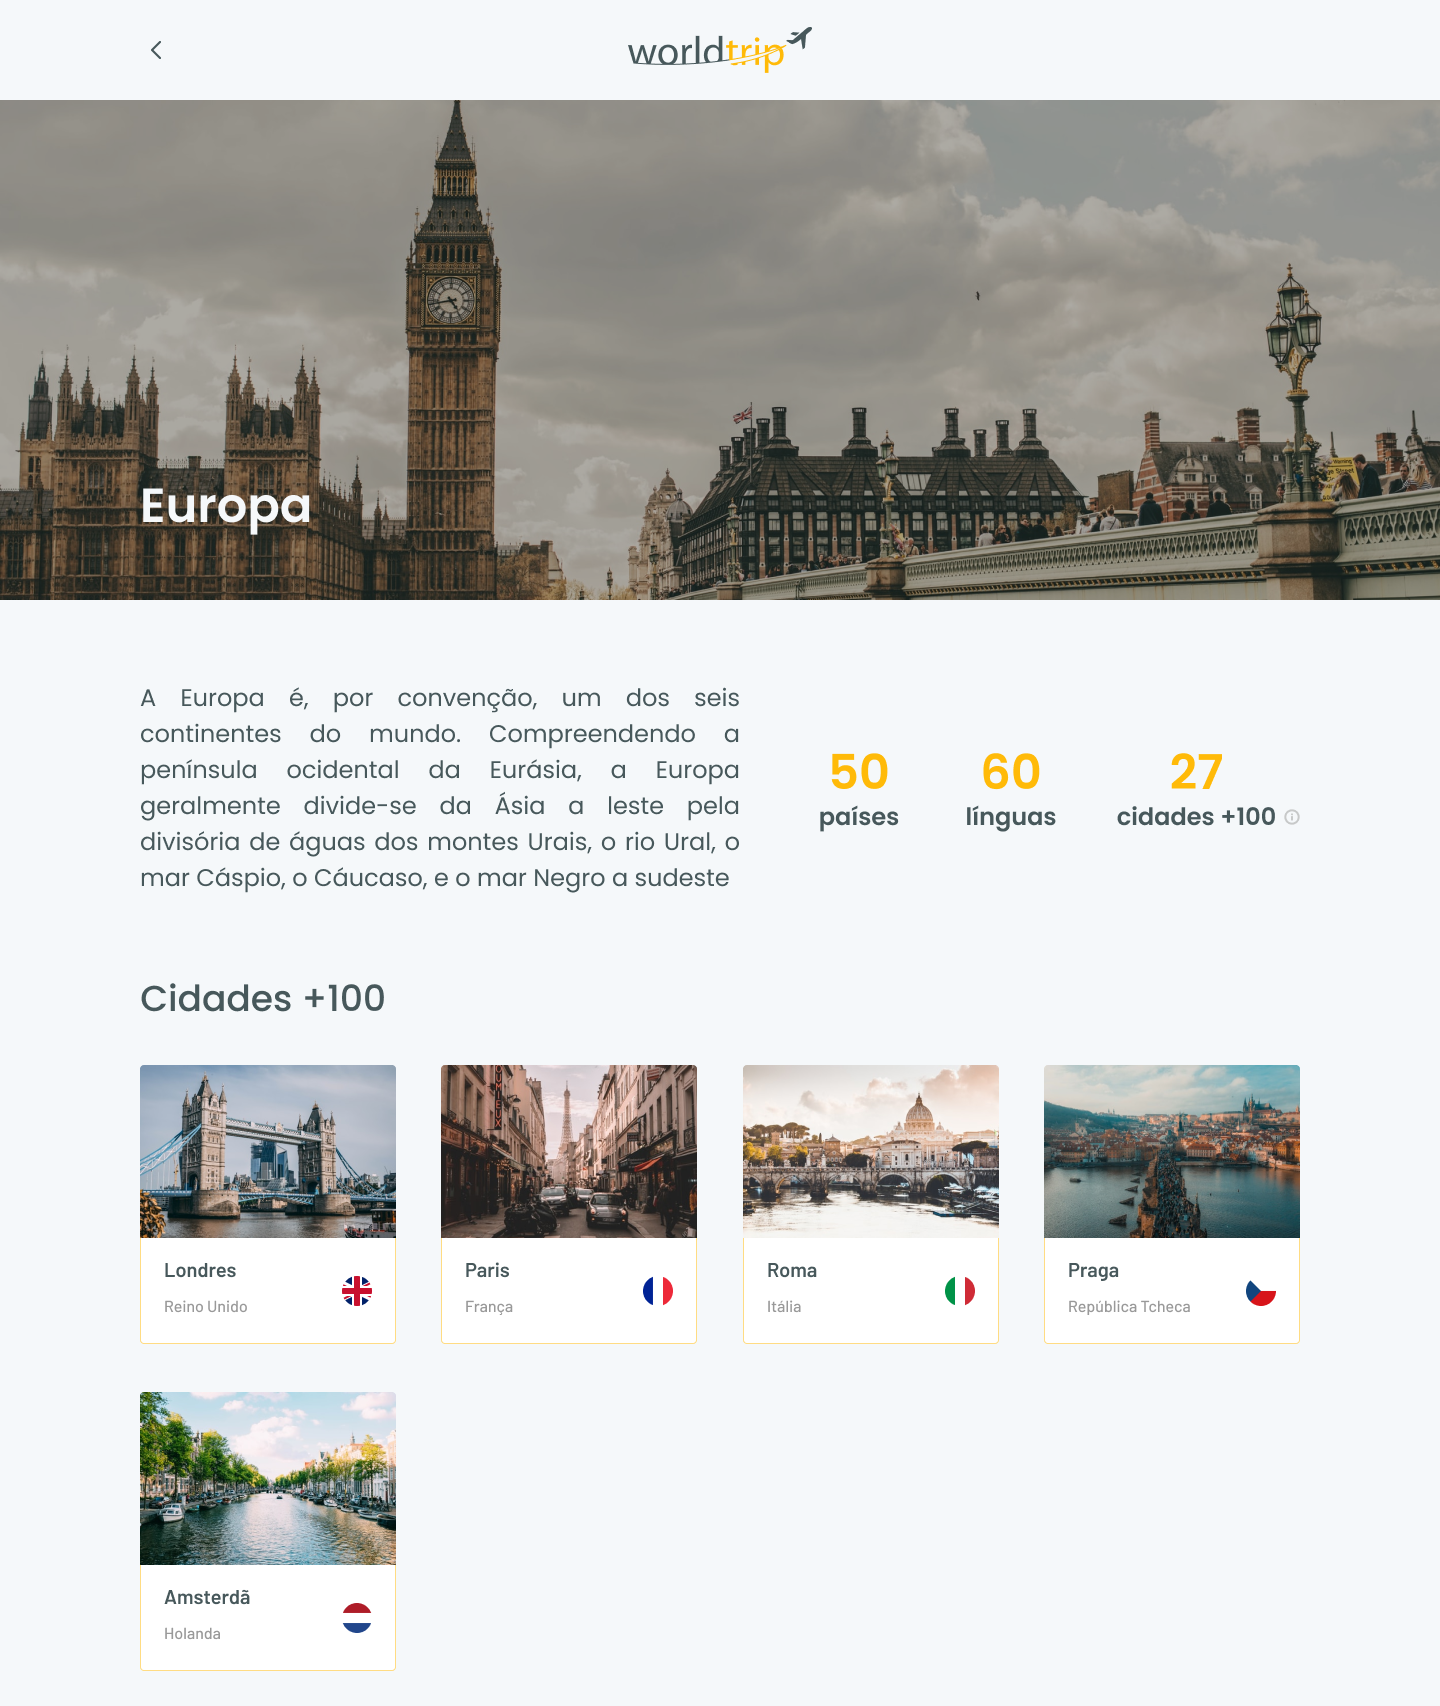 worldtrip
Europa
A Europa é, por convenção, um dos seis
continentes do mundo. Compreendendo a
península ocidental da Eurásia, a Europa
geralmente divide-se da Ásia a leste pela
divisória de águas dos montes Urais, o rio Ural, o
mar Cáspio, o Cáucaso, e o mar Negro a sudeste
50
países
60
línguas
27
cidades +100
Cidades +100
Londres
Reino Unido
Paris
França
Roma
Itália
Praga
República Tcheca
Amsterdã
Holanda